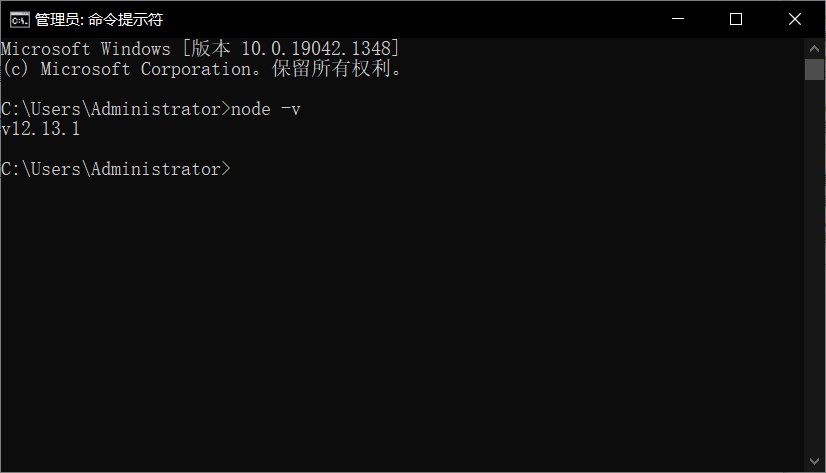 管理员: 命令提示符
Microsoft Windows [版本 10.0.19042.1348]
(c) Microsoft Corporation。保留所有权利。
C:\Users\Administrator>node -v
v12.13.1
C:\Users\Administrator>